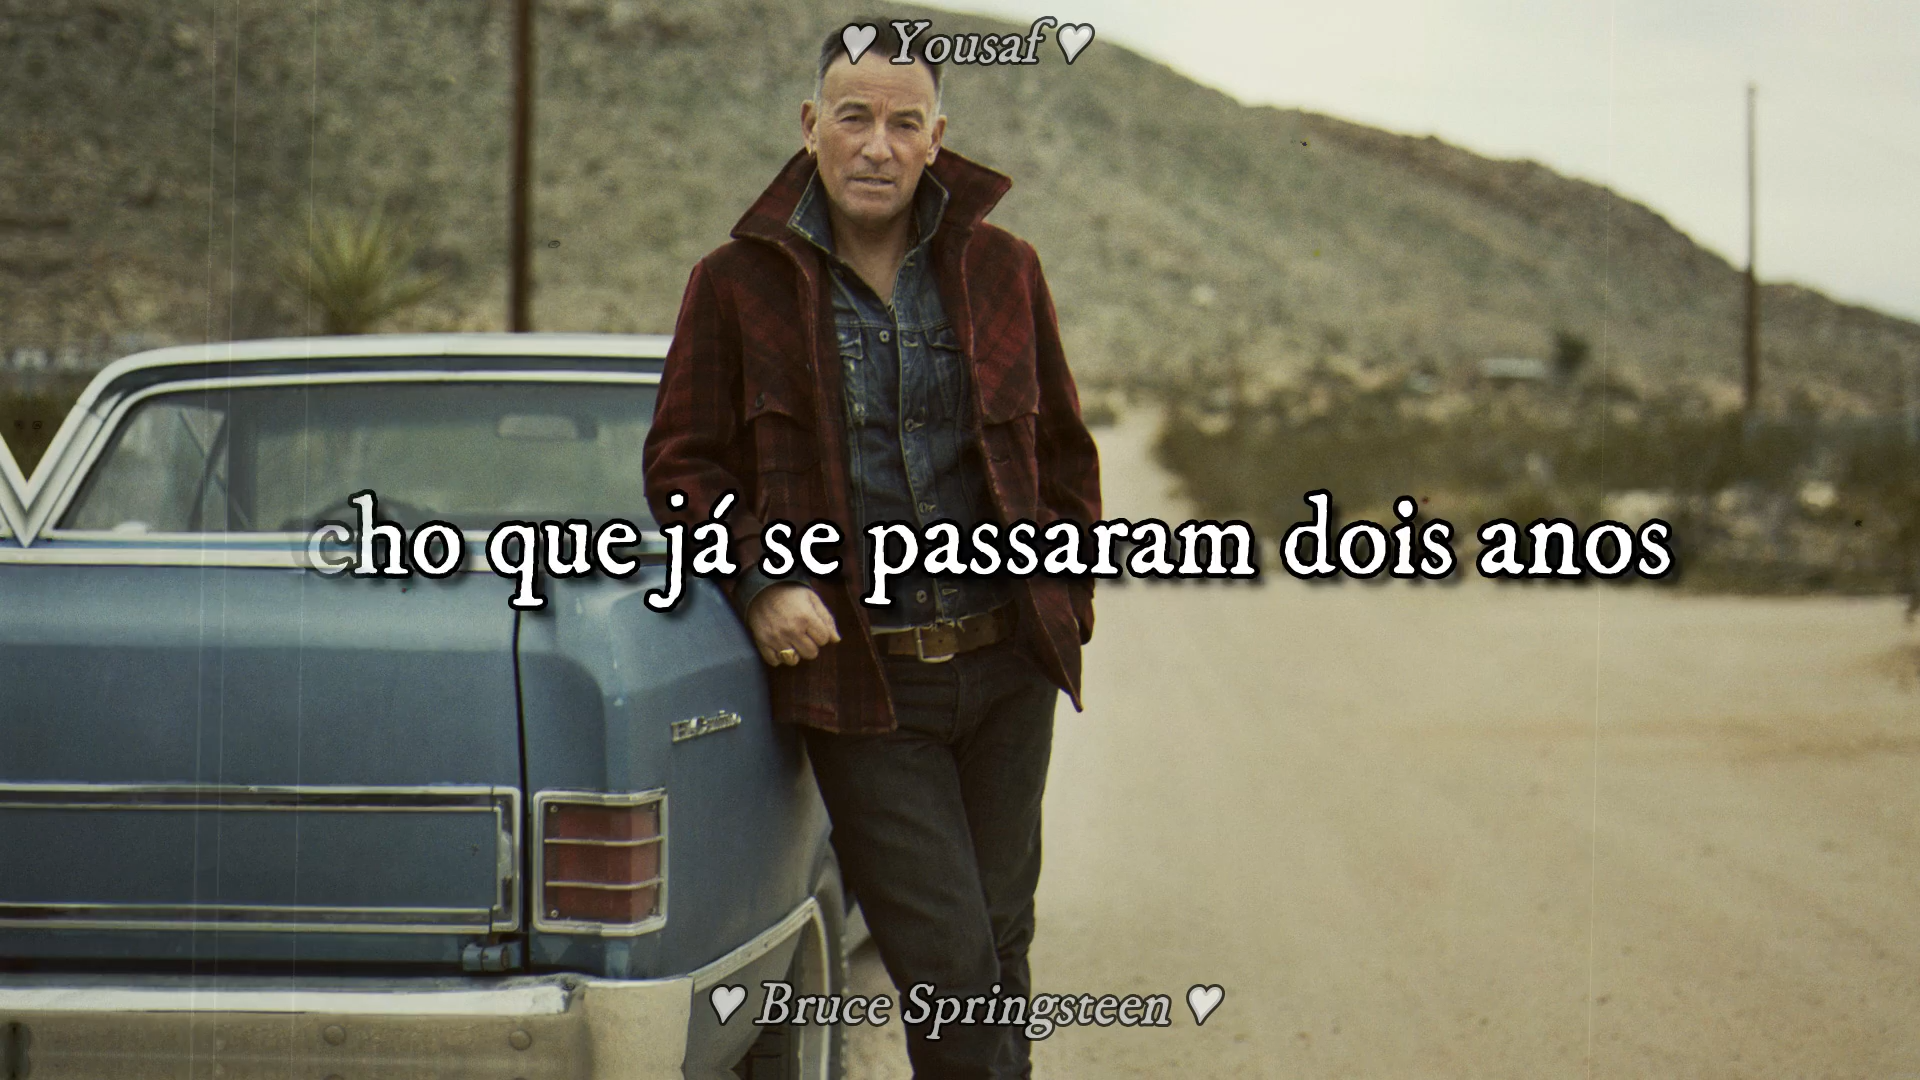 ♥ Yousaf ♥
cho que já se passaram dois anos
♥ Bruce Springsteen ♥